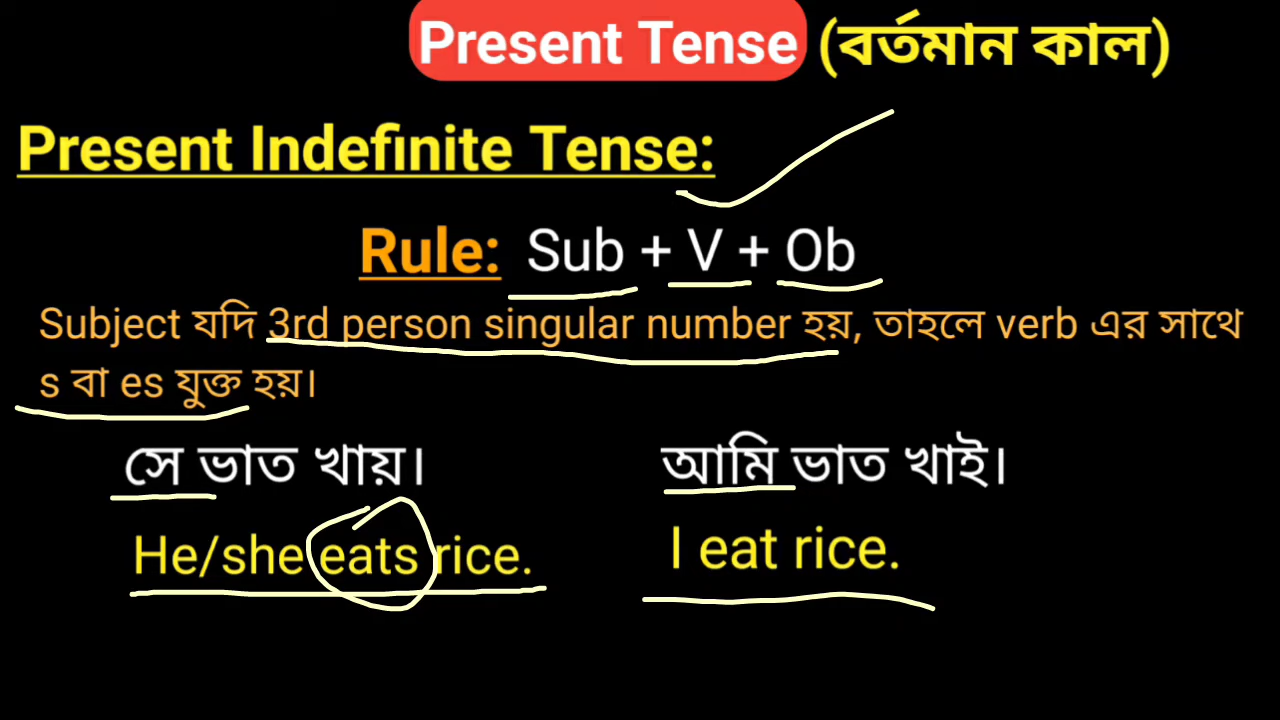 Present Tense (বর্তমান কাল)
Present Indefinite Tense:
Rule: Sub + V + Ob
Subject যদি 3rd person singular number হয়, তাহলে verb এর সাথে
s বা es যুক্ত হয়।
সে ভাত খায়। আমি ভাত খাই।
He/she eats rice. I eat rice.